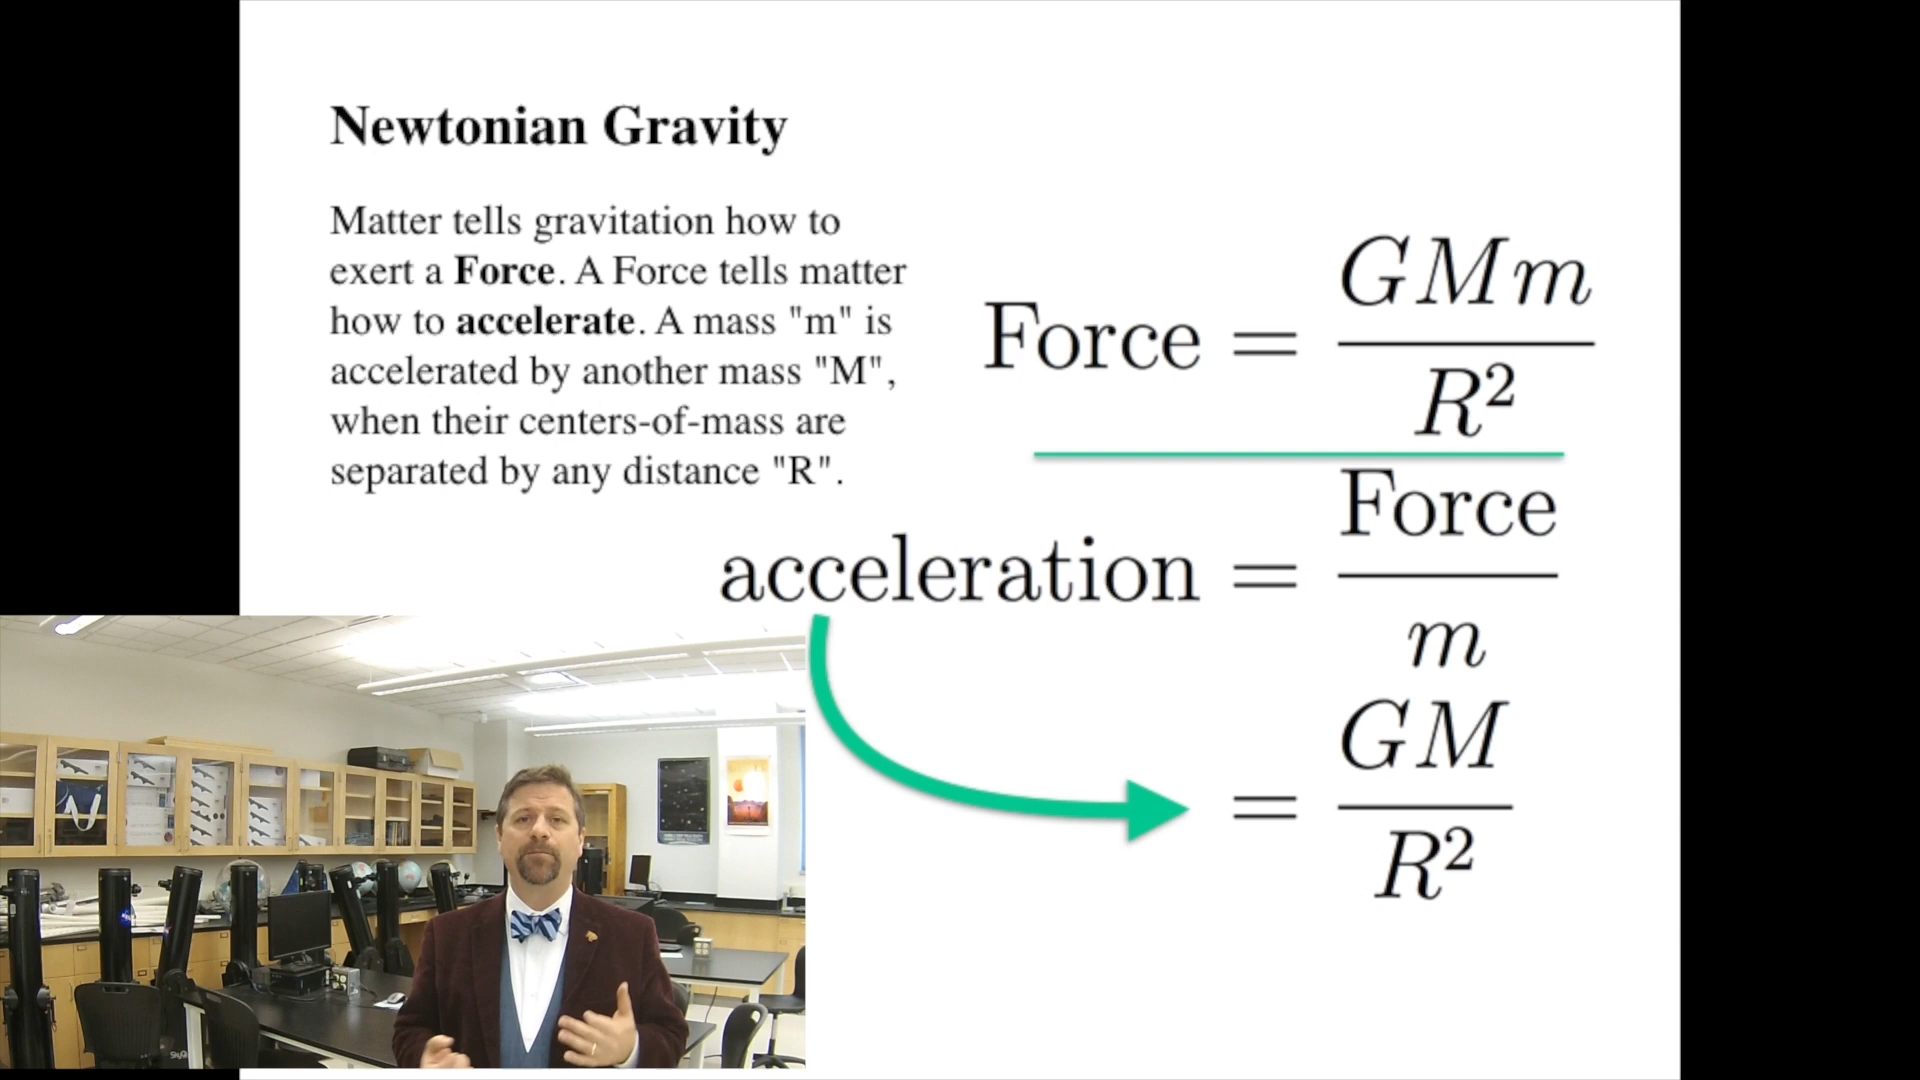 Newtonian Gravity
Matter tells gravitation how to
exert a Force. A Force tells matter
how to accelerate. A mass "m" is
accelerated by another mass "M",
when their centers-of-mass are
separated by any distance "R".
Force = GMm / R²
acceleration = Force / m
= GM / R²